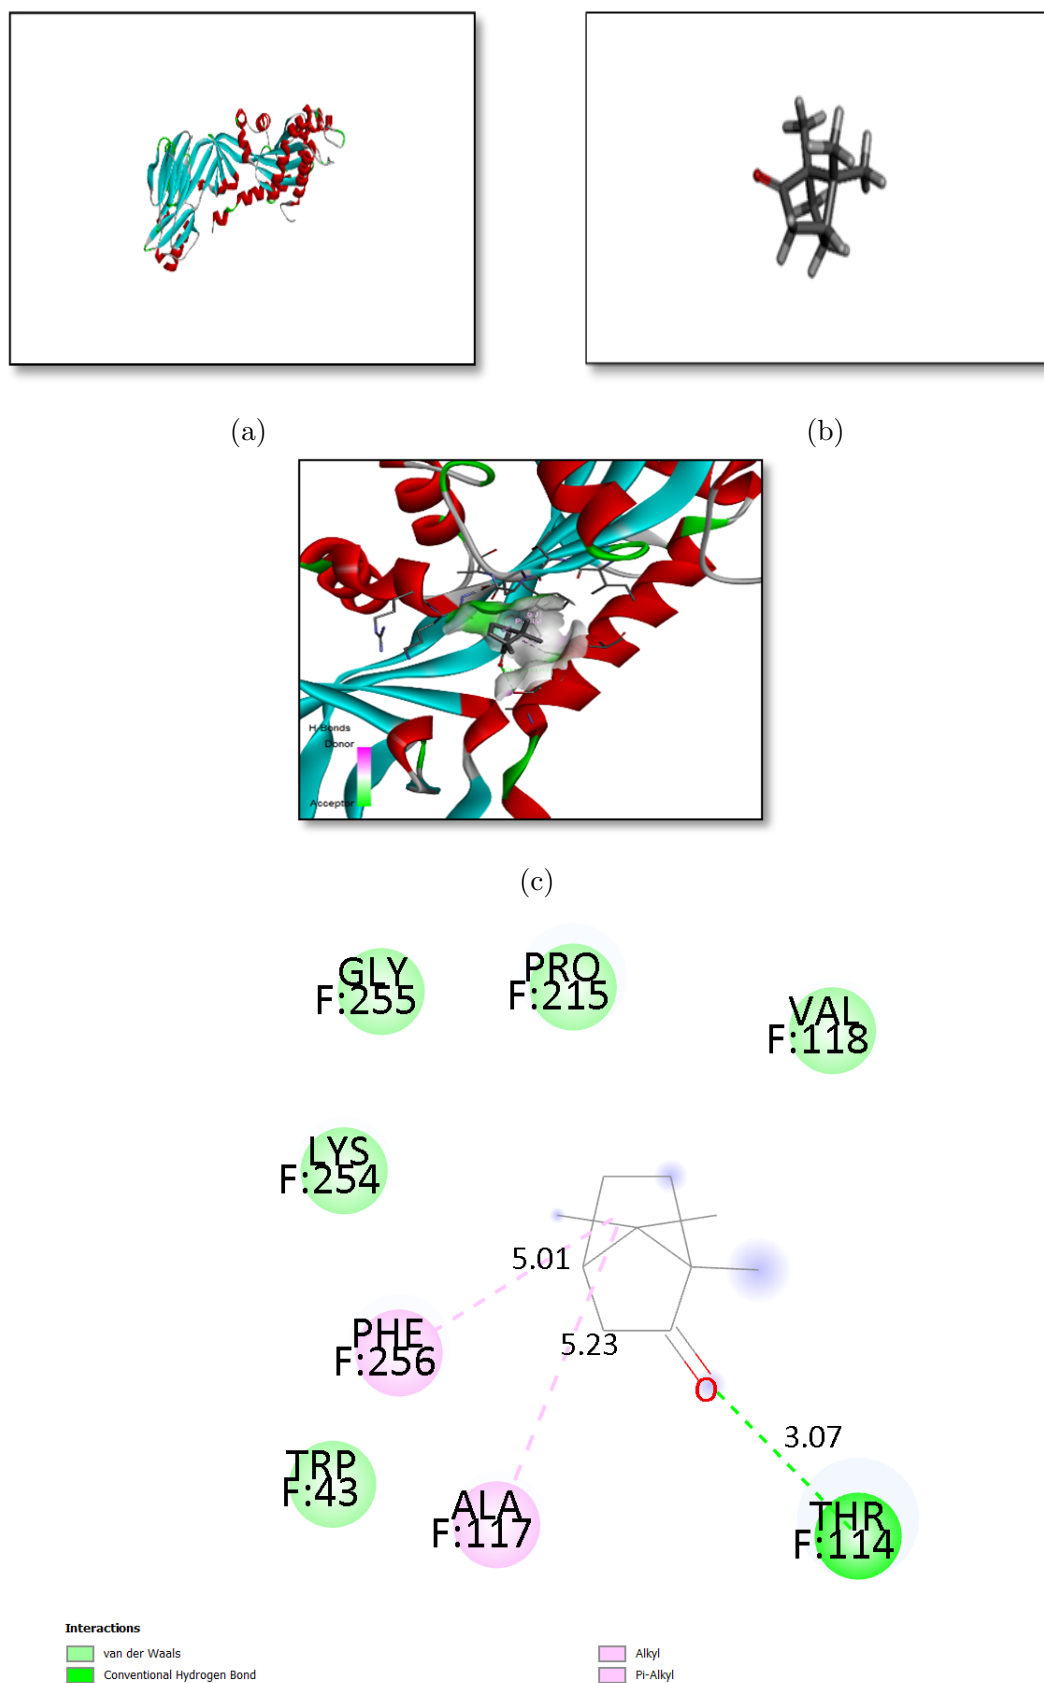 (a)
(b)
H-Bonds
Donor
Acceptor
(c)
GLY
F:255
PRO
F:215
VAL
F:118
LYS
F:254
5.01
5.23
PHE
F:256
O
3.07
TRP
F:43
ALA
F:117
THR
F:114
Interactions
van der Waals
Conventional Hydrogen Bond
Alkyl
Pi-Alkyl